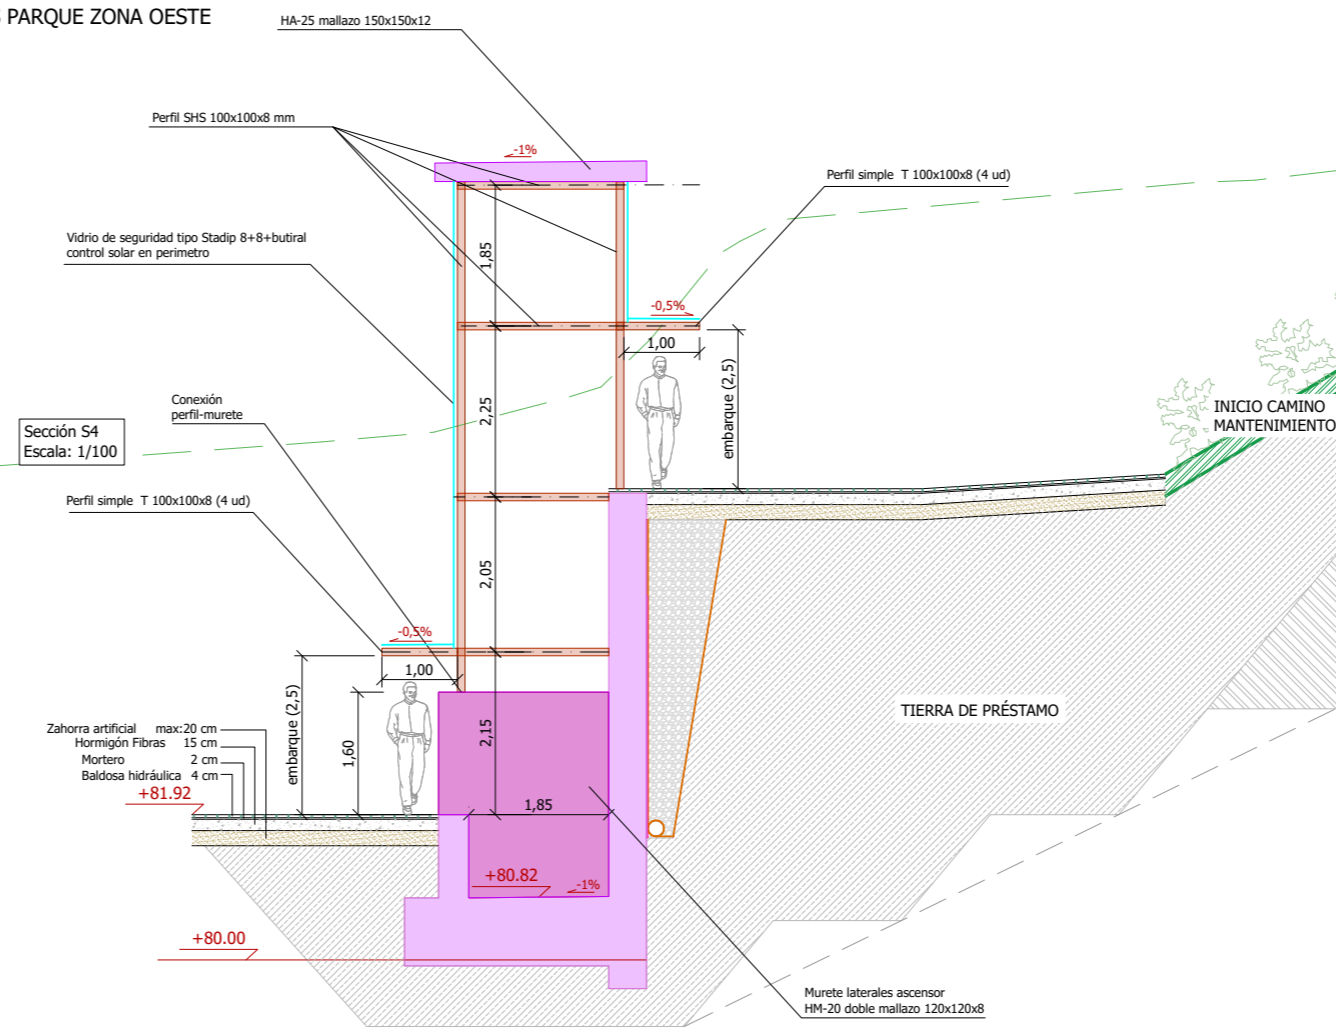 PARQUE ZONA OESTE
HA-25 mallazo 150x150x12
Perfil SHS 100x100x8 mm
-1%
Perfil simple T 100x100x8 (4 ud)
Vidrio de seguridad tipo Stadip 8+8+butiral
control solar en perimetro
1,85
-0,5%
1,00
embarque (2,5)
Conexión
perfil-murete
2,25
INICIO CAMINO
MANTENIMIENTO
Sección S4
Escala: 1/100
Perfil simple T 100x100x8 (4 ud)
2,05
-0,5%
1,00
embarque (2,5)
1,60
2,15
TIERRA DE PRÉSTAMO
Zahorra artificial max:20 cm
Hormigón Fibras 15 cm
Mortero 2 cm
Baldosa hidráulica 4 cm
+81.92
1,85
+80.82
-1%
+80.00
Murete laterales ascensor
HM-20 doble mallazo 120x120x8